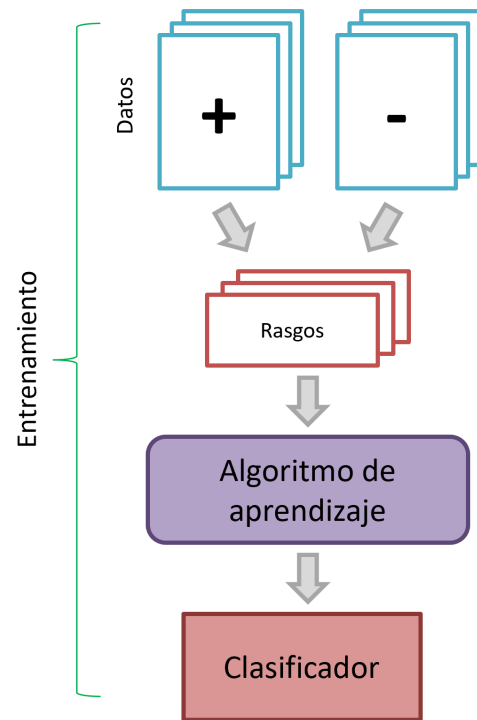 Datos
+
-
Rasgos
Entrenamiento
Algoritmo de
aprendizaje
Clasificador